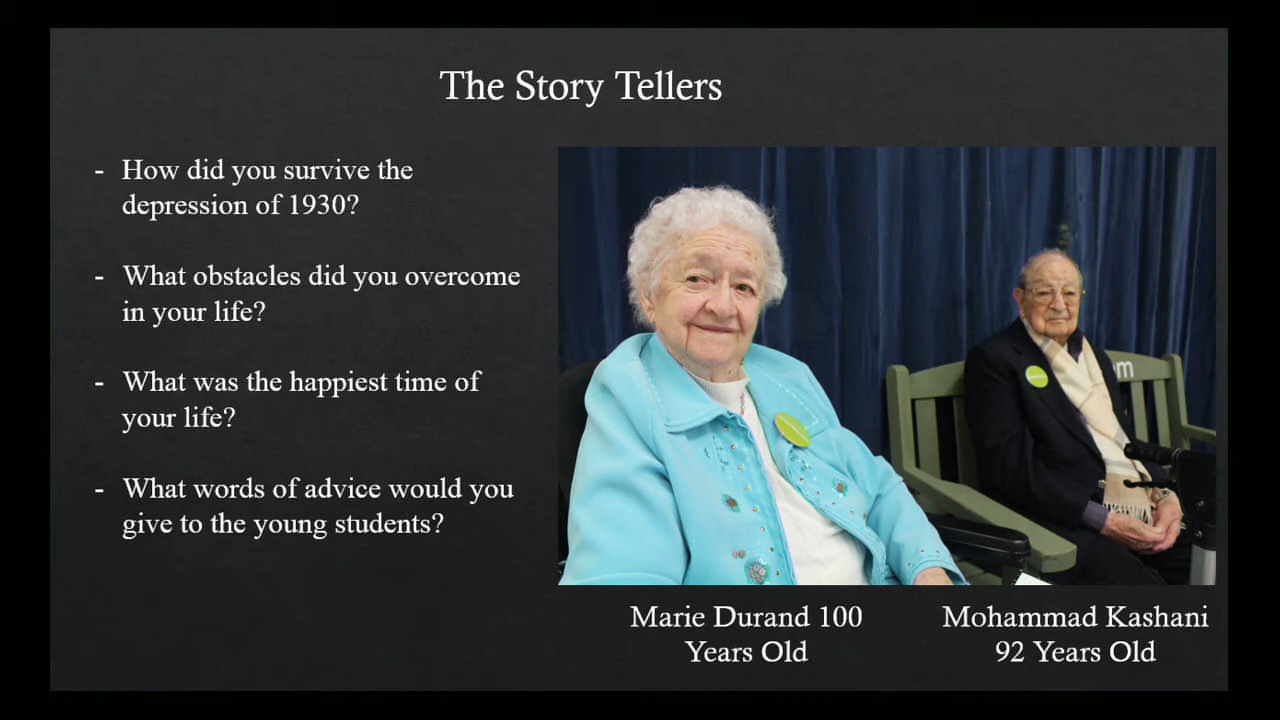 The Story Tellers
- How did you survive the
depression of 1930?
- What obstacles did you overcome
in your life?
- What was the happiest time of
your life?
- What words of advice would you
give to the young students?
m
Marie Durand 100
Years Old
Mohammad Kashani
92 Years Old